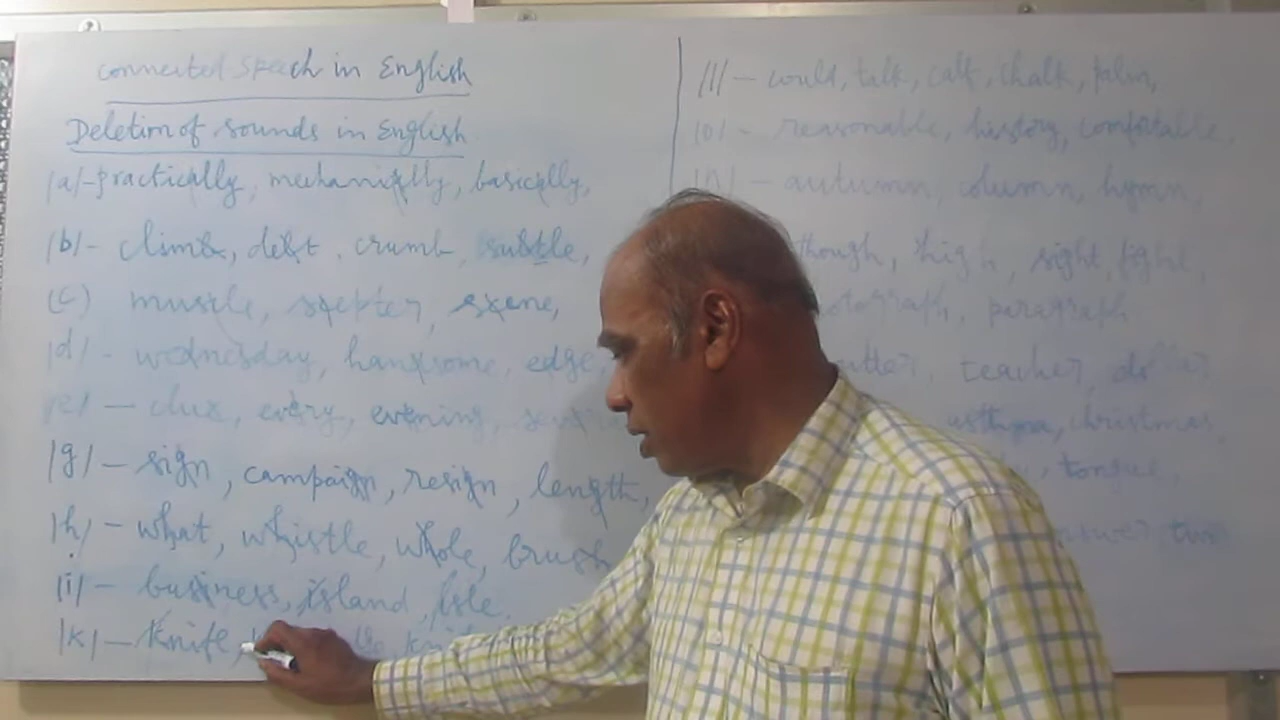 connected speech in English
Deletion of sounds in English
/a/- practically, mechanically, basically,
/b/- climb, debt, crumb, subtle,
(c) muscle, scepter, scene,
/d/- wednesday, handsome, edge
/e/ — every, evening,
/g/ — sign, campaign, resign, length,
/h/ - what, whistle, whole, brush
/i/ - business, island, isle.
/k/ — knife,
/l/ — would, talk, calf, chalk, palm,
/o/ - reasonable, history, comfortable,
/n/ - autumn, column, hymn,
though, high, sight, fight,
photograph, paragraph
teacher,
asthma, christmas,
tongue,
answer, two